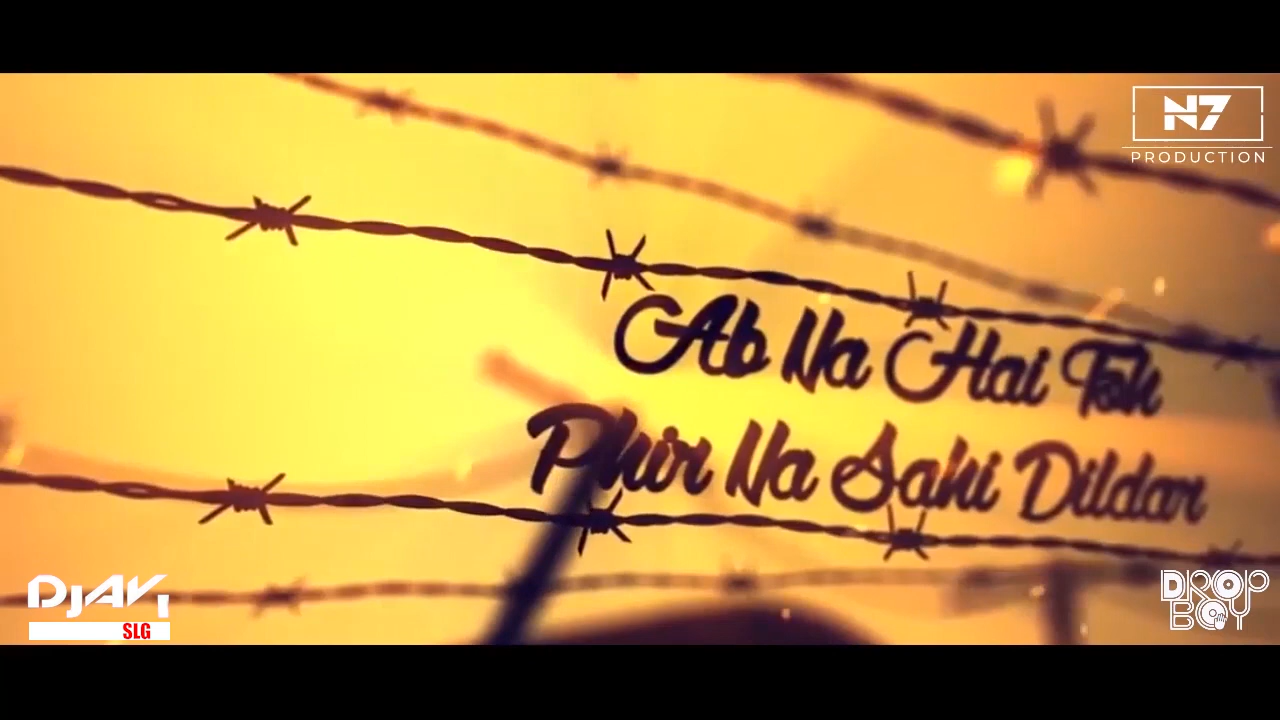 N7
PRODUCTION
Ab Na Hai Toh
Phir Na Sahi Dildar
DJ AVI
SLG
DROP
BOY